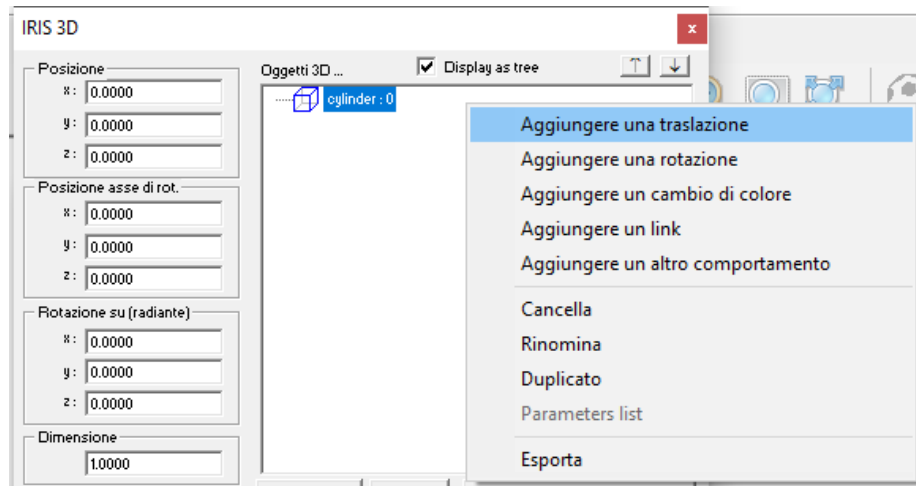 IRIS 3D
x
Posizione
x: 0.0000
y: 0.0000
z: 0.0000
Posizione asse di rot.
x: 0.0000
y: 0.0000
z: 0.0000
Rotazione su (radiante)
x: 0.0000
y: 0.0000
z: 0.0000
Dimensione
1.0000
Oggetti 3D ...
Display as tree
cylinder : 0
Aggiungere una traslazione
Aggiungere una rotazione
Aggiungere un cambio di colore
Aggiungere un link
Aggiungere un altro comportamento
Cancella
Rinomina
Duplicato
Parameters list
Esporta